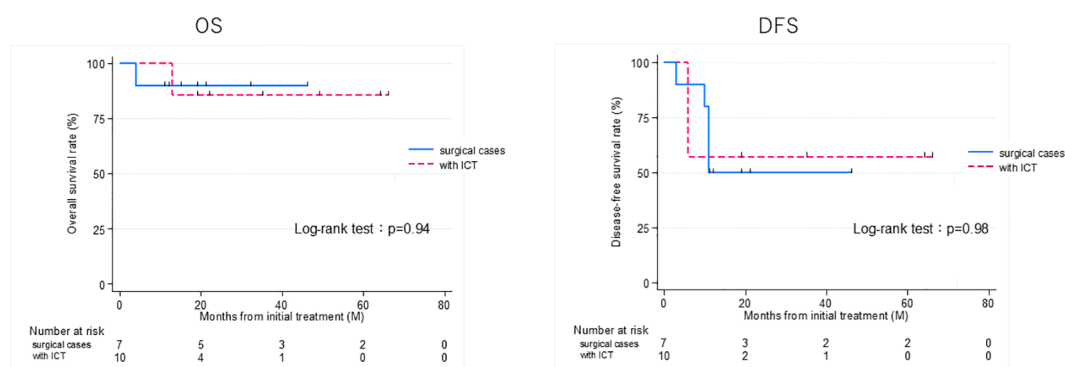 OS
100
75
50
25
0
Overall survival rate (%)
surgical cases
with ICT
Log-rank test：p=0.94
0 20 40 60 80
Months from initial treatment (M)
Number at risk
surgical cases 7 5 3 2 0
with ICT 10 4 1 0 0
DFS
100
75
50
25
0
Disease-free survival rate (%)
surgical cases
with ICT
Log-rank test：p=0.98
0 20 40 60 80
Months from initial treatment (M)
Number at risk
surgical cases 7 3 2 2 0
with ICT 10 2 1 0 0